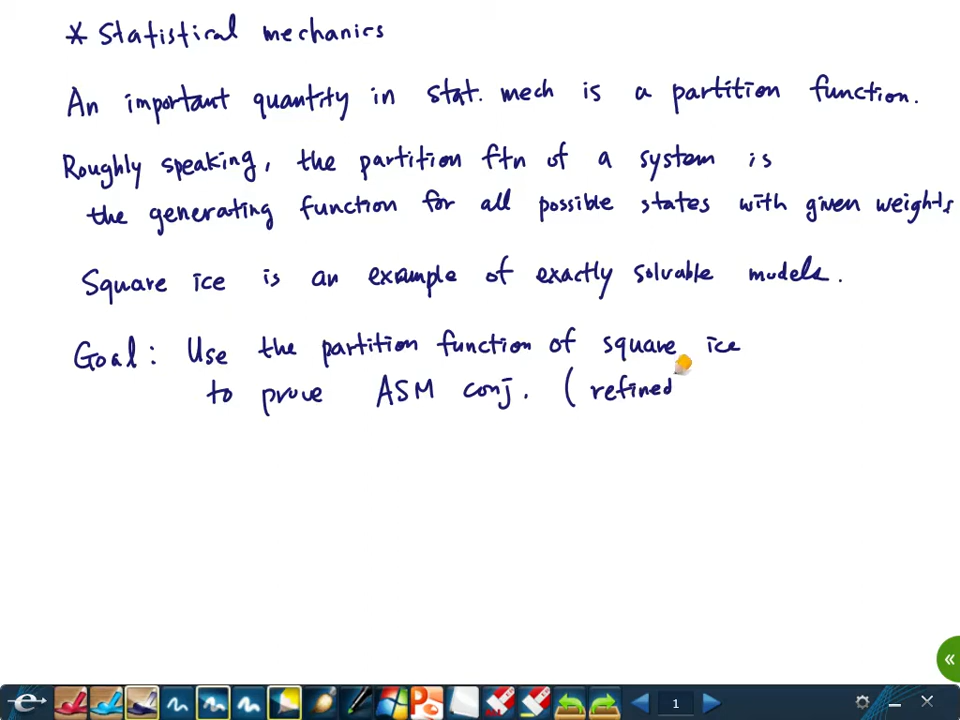 * Statistical mechanics
An important quantity in stat. mech is a partition function.
Roughly speaking, the partition ftn of a system is
the generating function for all possible states with given weights
Square ice is an example of exactly solvable models.
Goal: Use the partition function of square ice
to prove ASM conj. (refined
1